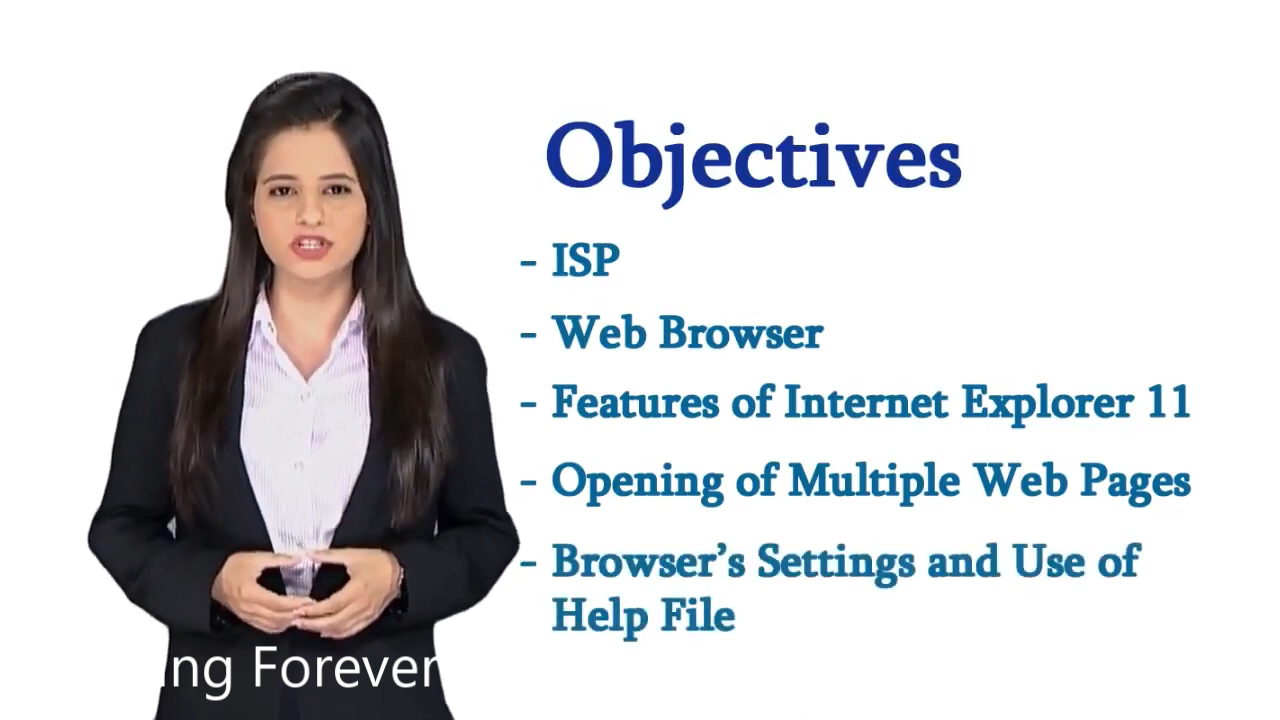 Objectives
- ISP
- Web Browser
- Features of Internet Explorer 11
- Opening of Multiple Web Pages
- Browser’s Settings and Use of
Help File
Forever